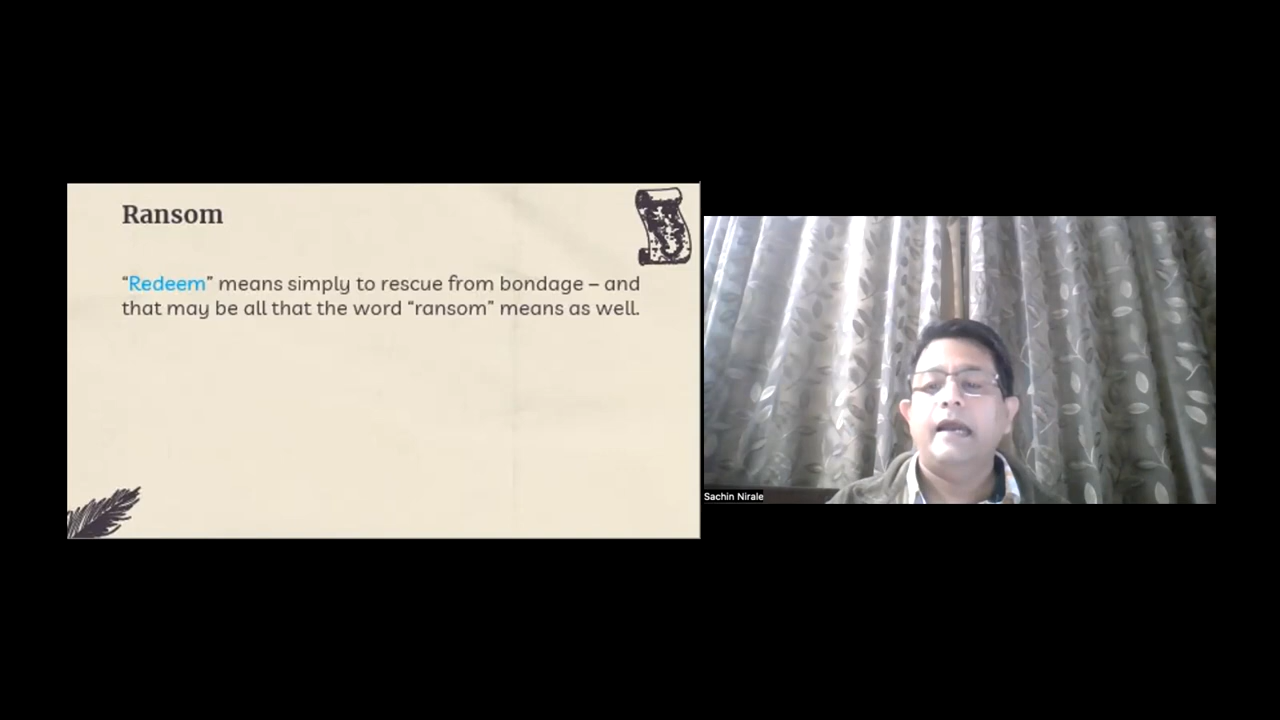 Ransom
“Redeem” means simply to rescue from bondage – and
that may be all that the word “ransom” means as well.
Sachin Nirale